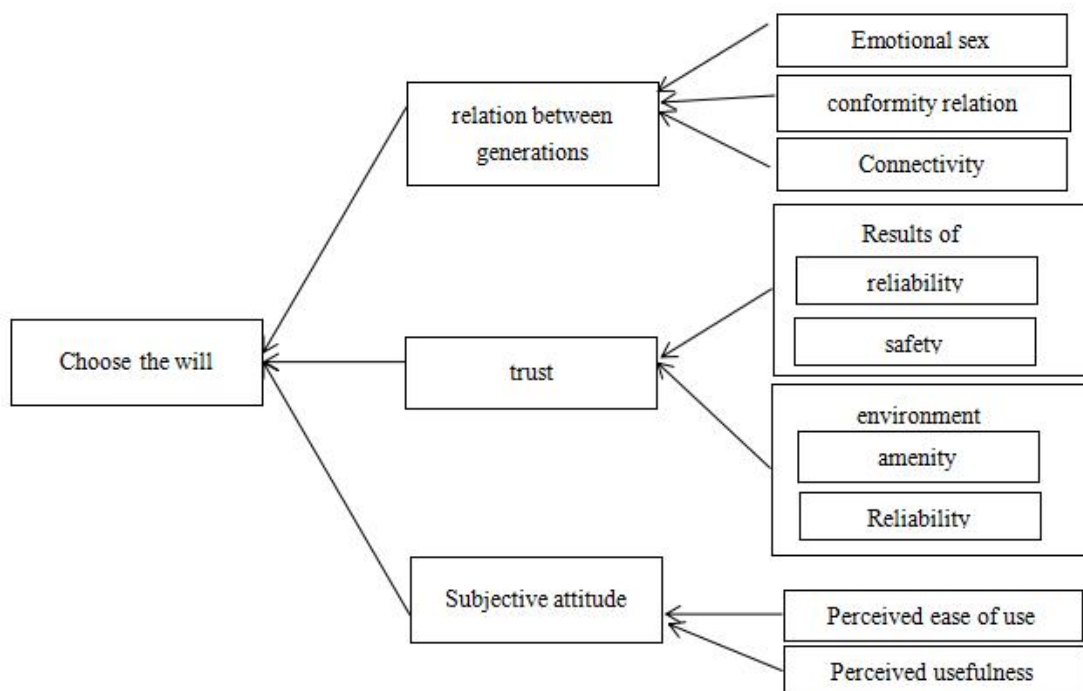 Emotional sex
conformity relation
Connectivity
relation between
generations
Results of
reliability
safety
Choose the will
trust
environment
amenity
Reliability
Subjective attitude
Perceived ease of use
Perceived usefulness